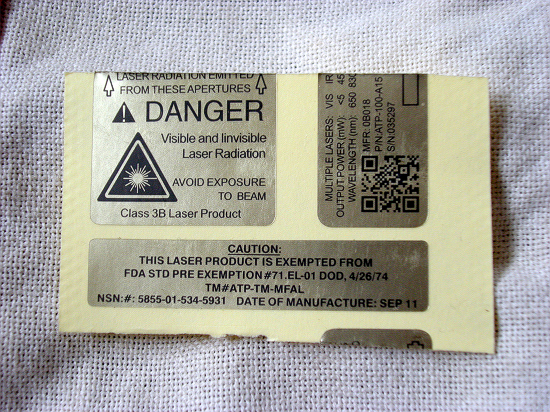 LASER RADIATION EMITTED
FROM THESE APERTURES
DANGER
Visible and Iinvisible
Laser Radiation
AVOID EXPOSURE
TO BEAM
Class 3B Laser Product
MULTIPLE LASERS: VIS IR
OUTPUT POWER (mW): <5 45
WAVELENGTH (nm): 650 830
MFR: 0B018
P/N:ATP-100-A15
S/N:035297
CAUTION:
THIS LASER PRODUCT IS EXEMPTED FROM
FDA STD PRE EXEMPTION#71.EL-01 DOD, 4/26/74
TM#ATP-TM-MFAL
NSN:#: 5855-01-534-5931 DATE OF MANUFACTURE: SEP 11